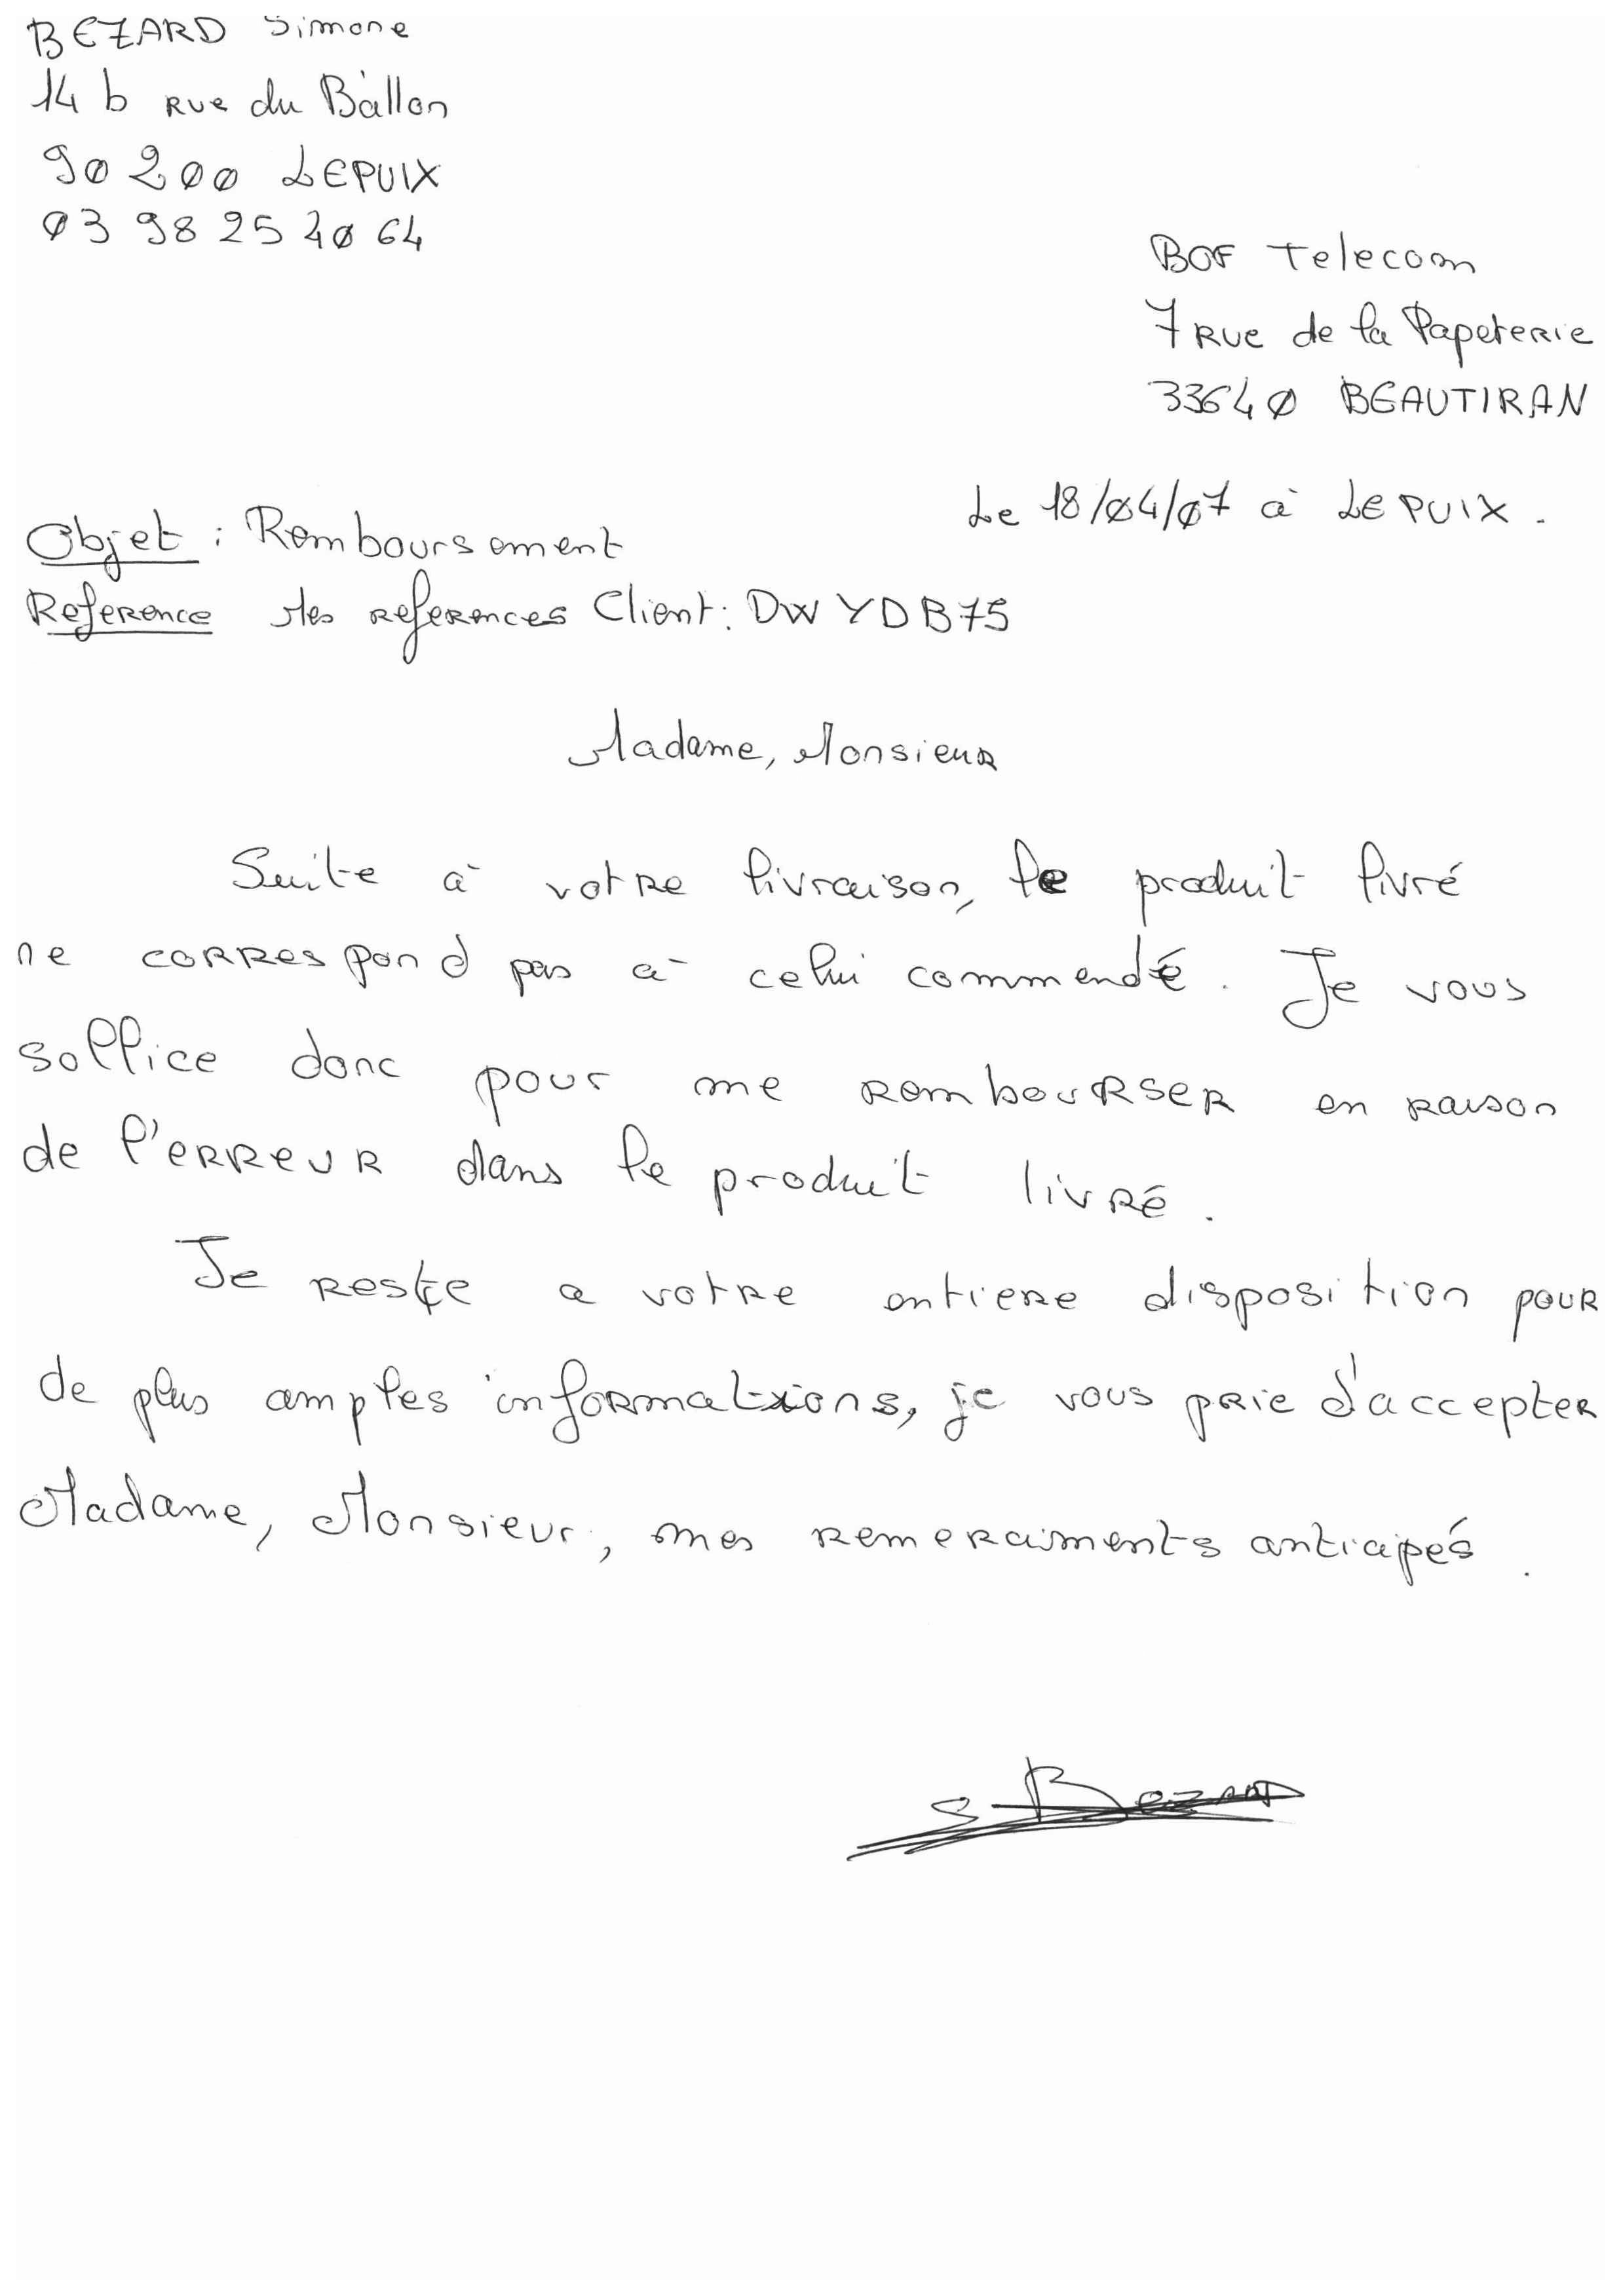 BEZARD Simone
14 b Rue du Ballon
90 200 LEPUIX
03 98 25 20 64
BOF Telecom
7 Rue de la Papeterie
33640 BEAUTIRAN
Le 18/04/07 à LEPUIX.
Objet : Remboursement
Reference Mes references Client : DWYDB75
Madame, Monsieur
Suite à votre livraison, le produit livré
ne correspond pas à celui commendé. Je vous
sollice donc pour me rembourser en raison
de l'erreur dans le produit livré.
Je reste a votre entiere disposition pour
de plus amples informations, je vous prie d'accepter
Madame, Monsieur, mes remerciments anticipés.
S Bezard